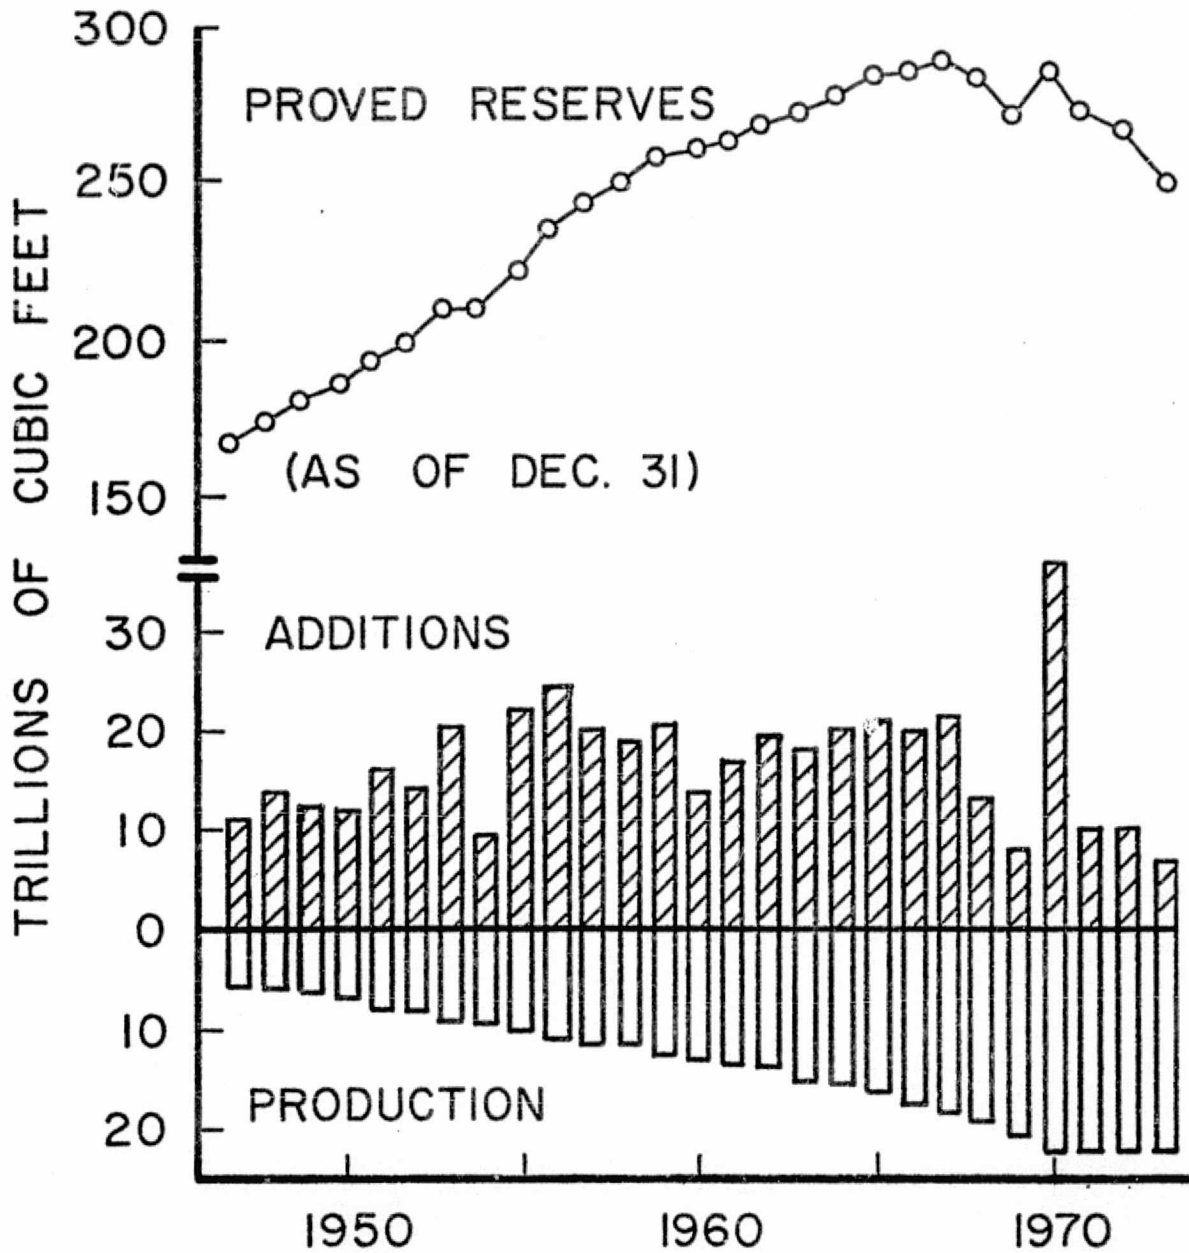 TRILLIONS OF CUBIC FEET
300
PROVED RESERVES
250
200
(AS OF DEC. 31)
150
30
ADDITIONS
20
10
0
10
PRODUCTION
20
1950 1960 1970